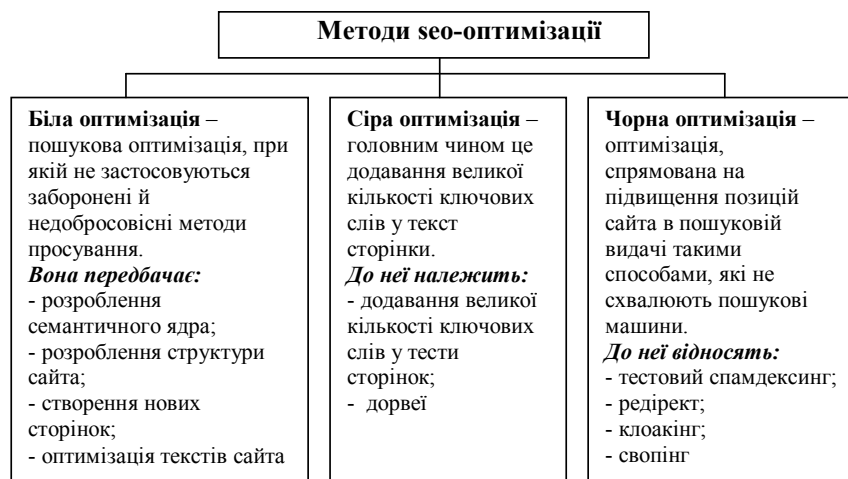 Методи seo-оптимізації
Біла оптимізація –
пошукова оптимізація, при
якій не застосовуються
заборонені й
недобросовісні методи
просування.
Вона передбачає:
- розроблення
семантичного ядра;
- розроблення структури
сайта;
- створення нових
сторінок;
- оптимізація текстів сайта
Сіра оптимізація –
головним чином це
додавання великої
кількості ключових
слів у текст
сторінки.
До неї належить:
- додавання великої
кількості ключових
слів у тести
сторінок;
- дорвеї
Чорна оптимізація –
оптимізація,
спрямована на
підвищення позицій
сайта в пошуковій
видачі такими
способами, які не
схвалюють пошукові
машини.
До неї відносять:
- тестовий спамдексинг;
- редірект;
- клоакінг;
- свопінг